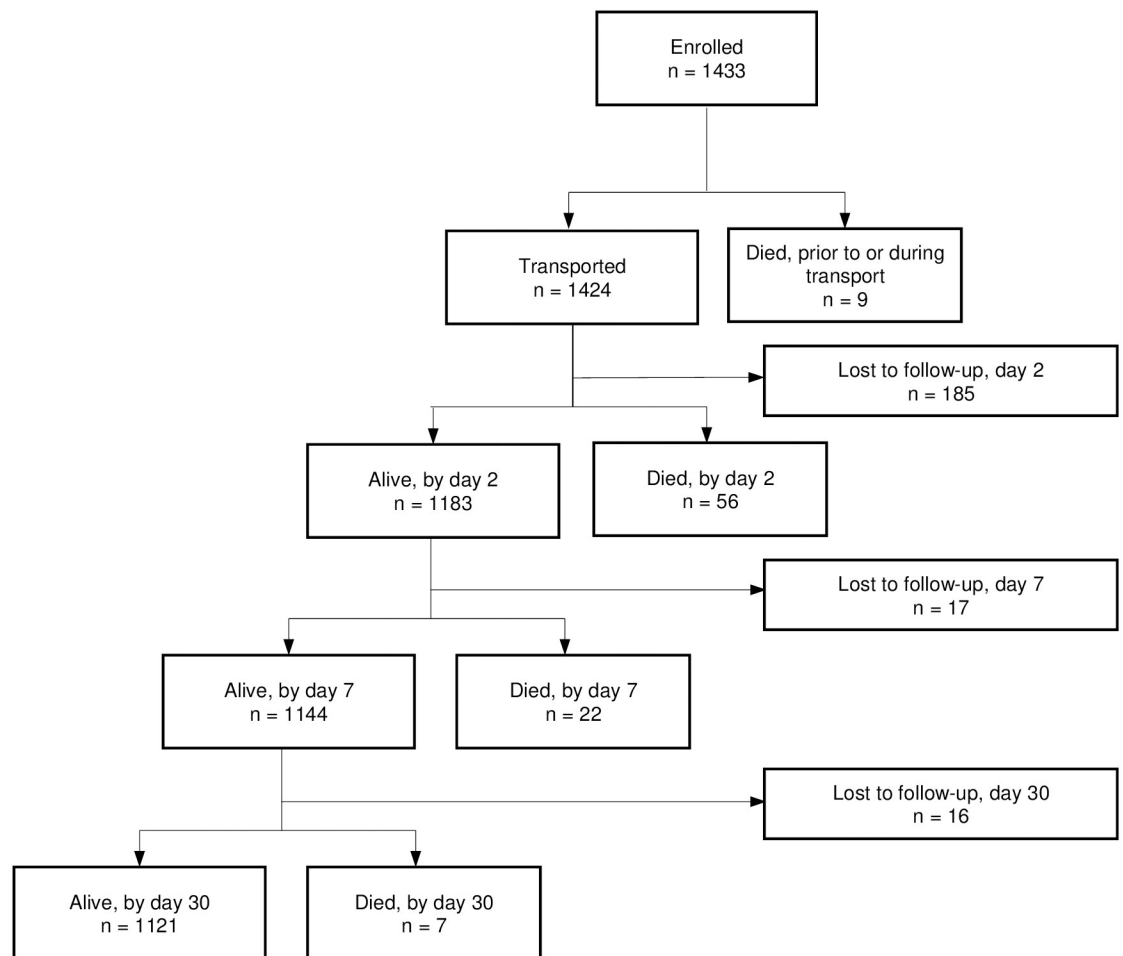 Enrolled
n = 1433
Transported
n = 1424
Died, prior to or during
transport
n = 9
Lost to follow-up, day 2
n = 185
Alive, by day 2
n = 1183
Died, by day 2
n = 56
Lost to follow-up, day 7
n = 17
Alive, by day 7
n = 1144
Died, by day 7
n = 22
Lost to follow-up, day 30
n = 16
Alive, by day 30
n = 1121
Died, by day 30
n = 7